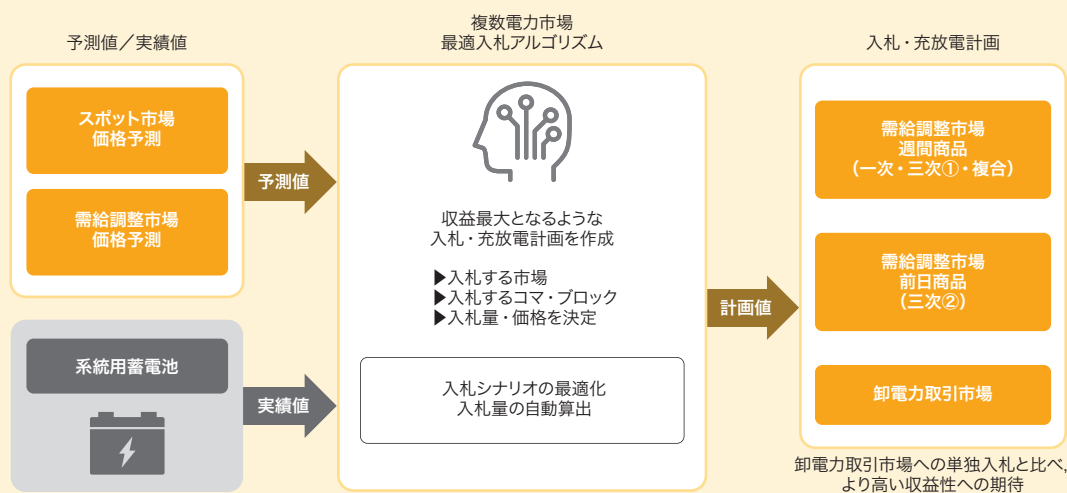 予測値／実績値
スポット市場
価格予測
需給調整市場
価格予測
系統用蓄電池
予測値
実績値
複数電力市場
最適入札アルゴリズム
収益最大となるような
入札・充放電計画を作成
▶入札する市場
▶入札するコマ・ブロック
▶入札量・価格を決定
入札シナリオの最適化
入札量の自動算出
計画値
入札・充放電計画
需給調整市場
週間商品
（一次・三次①・複合）
需給調整市場
前日商品
（三次②）
卸電力取引市場
卸電力取引市場への単独入札と比べ，
より高い収益性への期待